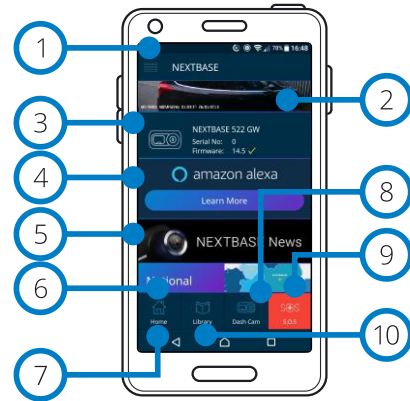 1
78% 16:48
NEXTBASE
2
3
NEXTBASE 522 GW
Serial No: 0
Firmware: 14.5 ✓
4
amazon alexa
Learn More
8
5
NEXTBASE News
9
6
National
SOS
Home
Library
Dash Cam
S.O.S
7
10